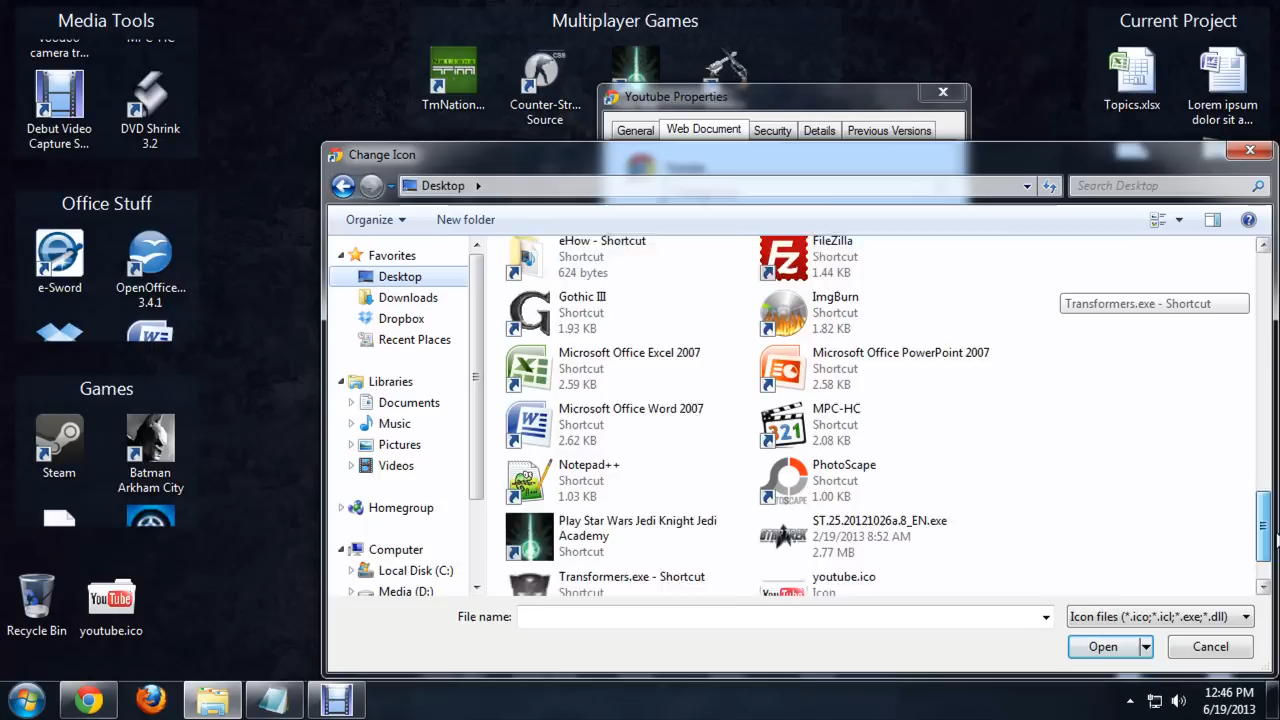 Media Tools
camera tr...
Debut Video
Capture S...
DVD Shrink
3.2
Multiplayer Games
TmNation...
Counter-Str...
Source
Current Project
Topics.xlsx
Lorem ipsum
dolor sit a...
Office Stuff
e-Sword
OpenOffice...
3.4.1
Games
Steam
Batman
Arkham City
Recycle Bin
youtube.ico
Youtube Properties
General
Web Document
Security
Details
Previous Versions
Change Icon
Desktop
Search Desktop
Organize
New folder
Favorites
Desktop
Downloads
Dropbox
Recent Places
Libraries
Documents
Music
Pictures
Videos
Homegroup
Computer
Local Disk (C:)
Media (D:)
eHow - Shortcut
Shortcut
624 bytes
FileZilla
Shortcut
1.44 KB
Gothic III
Shortcut
1.93 KB
ImgBurn
Shortcut
1.82 KB
Transformers.exe - Shortcut
Microsoft Office Excel 2007
Shortcut
2.59 KB
Microsoft Office PowerPoint 2007
Shortcut
2.58 KB
Microsoft Office Word 2007
Shortcut
2.62 KB
MPC-HC
Shortcut
2.08 KB
Notepad++
Shortcut
1.03 KB
PhotoScape
Shortcut
1.00 KB
Play Star Wars Jedi Knight Jedi
Academy
Shortcut
ST.25.20121026a.8_EN.exe
2/19/2013 8:52 AM
2.77 MB
Transformers.exe - Shortcut
Shortcut
youtube.ico
Icon
File name:
Icon files (*.ico;*.icl;*.exe;*.dll)
Open
Cancel
12:46 PM
6/19/2013